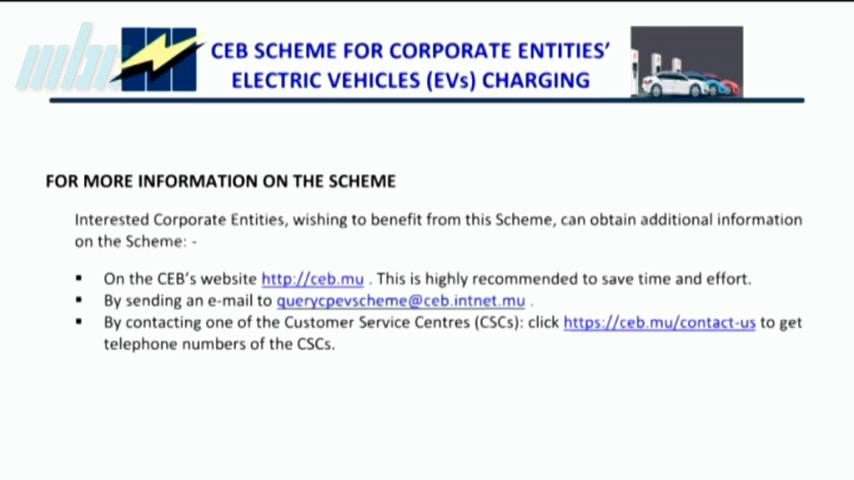 mbc
CEB SCHEME FOR CORPORATE ENTITIES'
ELECTRIC VEHICLES (EVs) CHARGING
FOR MORE INFORMATION ON THE SCHEME
Interested Corporate Entities, wishing to benefit from this Scheme, can obtain additional information
on the Scheme: -
▪ On the CEB's website http://ceb.mu . This is highly recommended to save time and effort.
▪ By sending an e-mail to querycpevscheme@ceb.intnet.mu .
▪ By contacting one of the Customer Service Centres (CSCs): click https://ceb.mu/contact-us to get
telephone numbers of the CSCs.